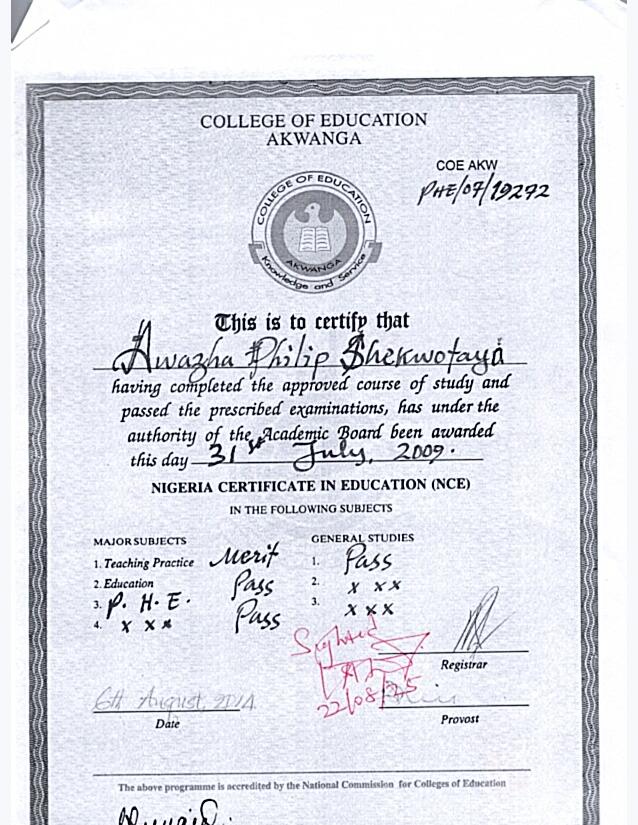 COLLEGE OF EDUCATION
AKWANGA
COE AKW
PHE/07/19272
COLLEGE OF EDUCATION
AKWANGA
Knowledge and Service
This is to certify that
Awazha Philip Shekwotaya
having completed the approved course of study and
passed the prescribed examinations, has under the
authority of the Academic Board been awarded
this day 31st July, 2009.
NIGERIA CERTIFICATE IN EDUCATION (NCE)
IN THE FOLLOWING SUBJECTS
MAJOR SUBJECTS
1. Teaching Practice Merit
2. Education Pass
3. P. H. E. Pass
4. x x x
GENERAL STUDIES
1. Pass
2. x x x
3. x x x
Sighted
22/08/25
Registrar
6th August, 2014
Date
Provost
The above programme is accredited by the National Commission for Colleges of Education